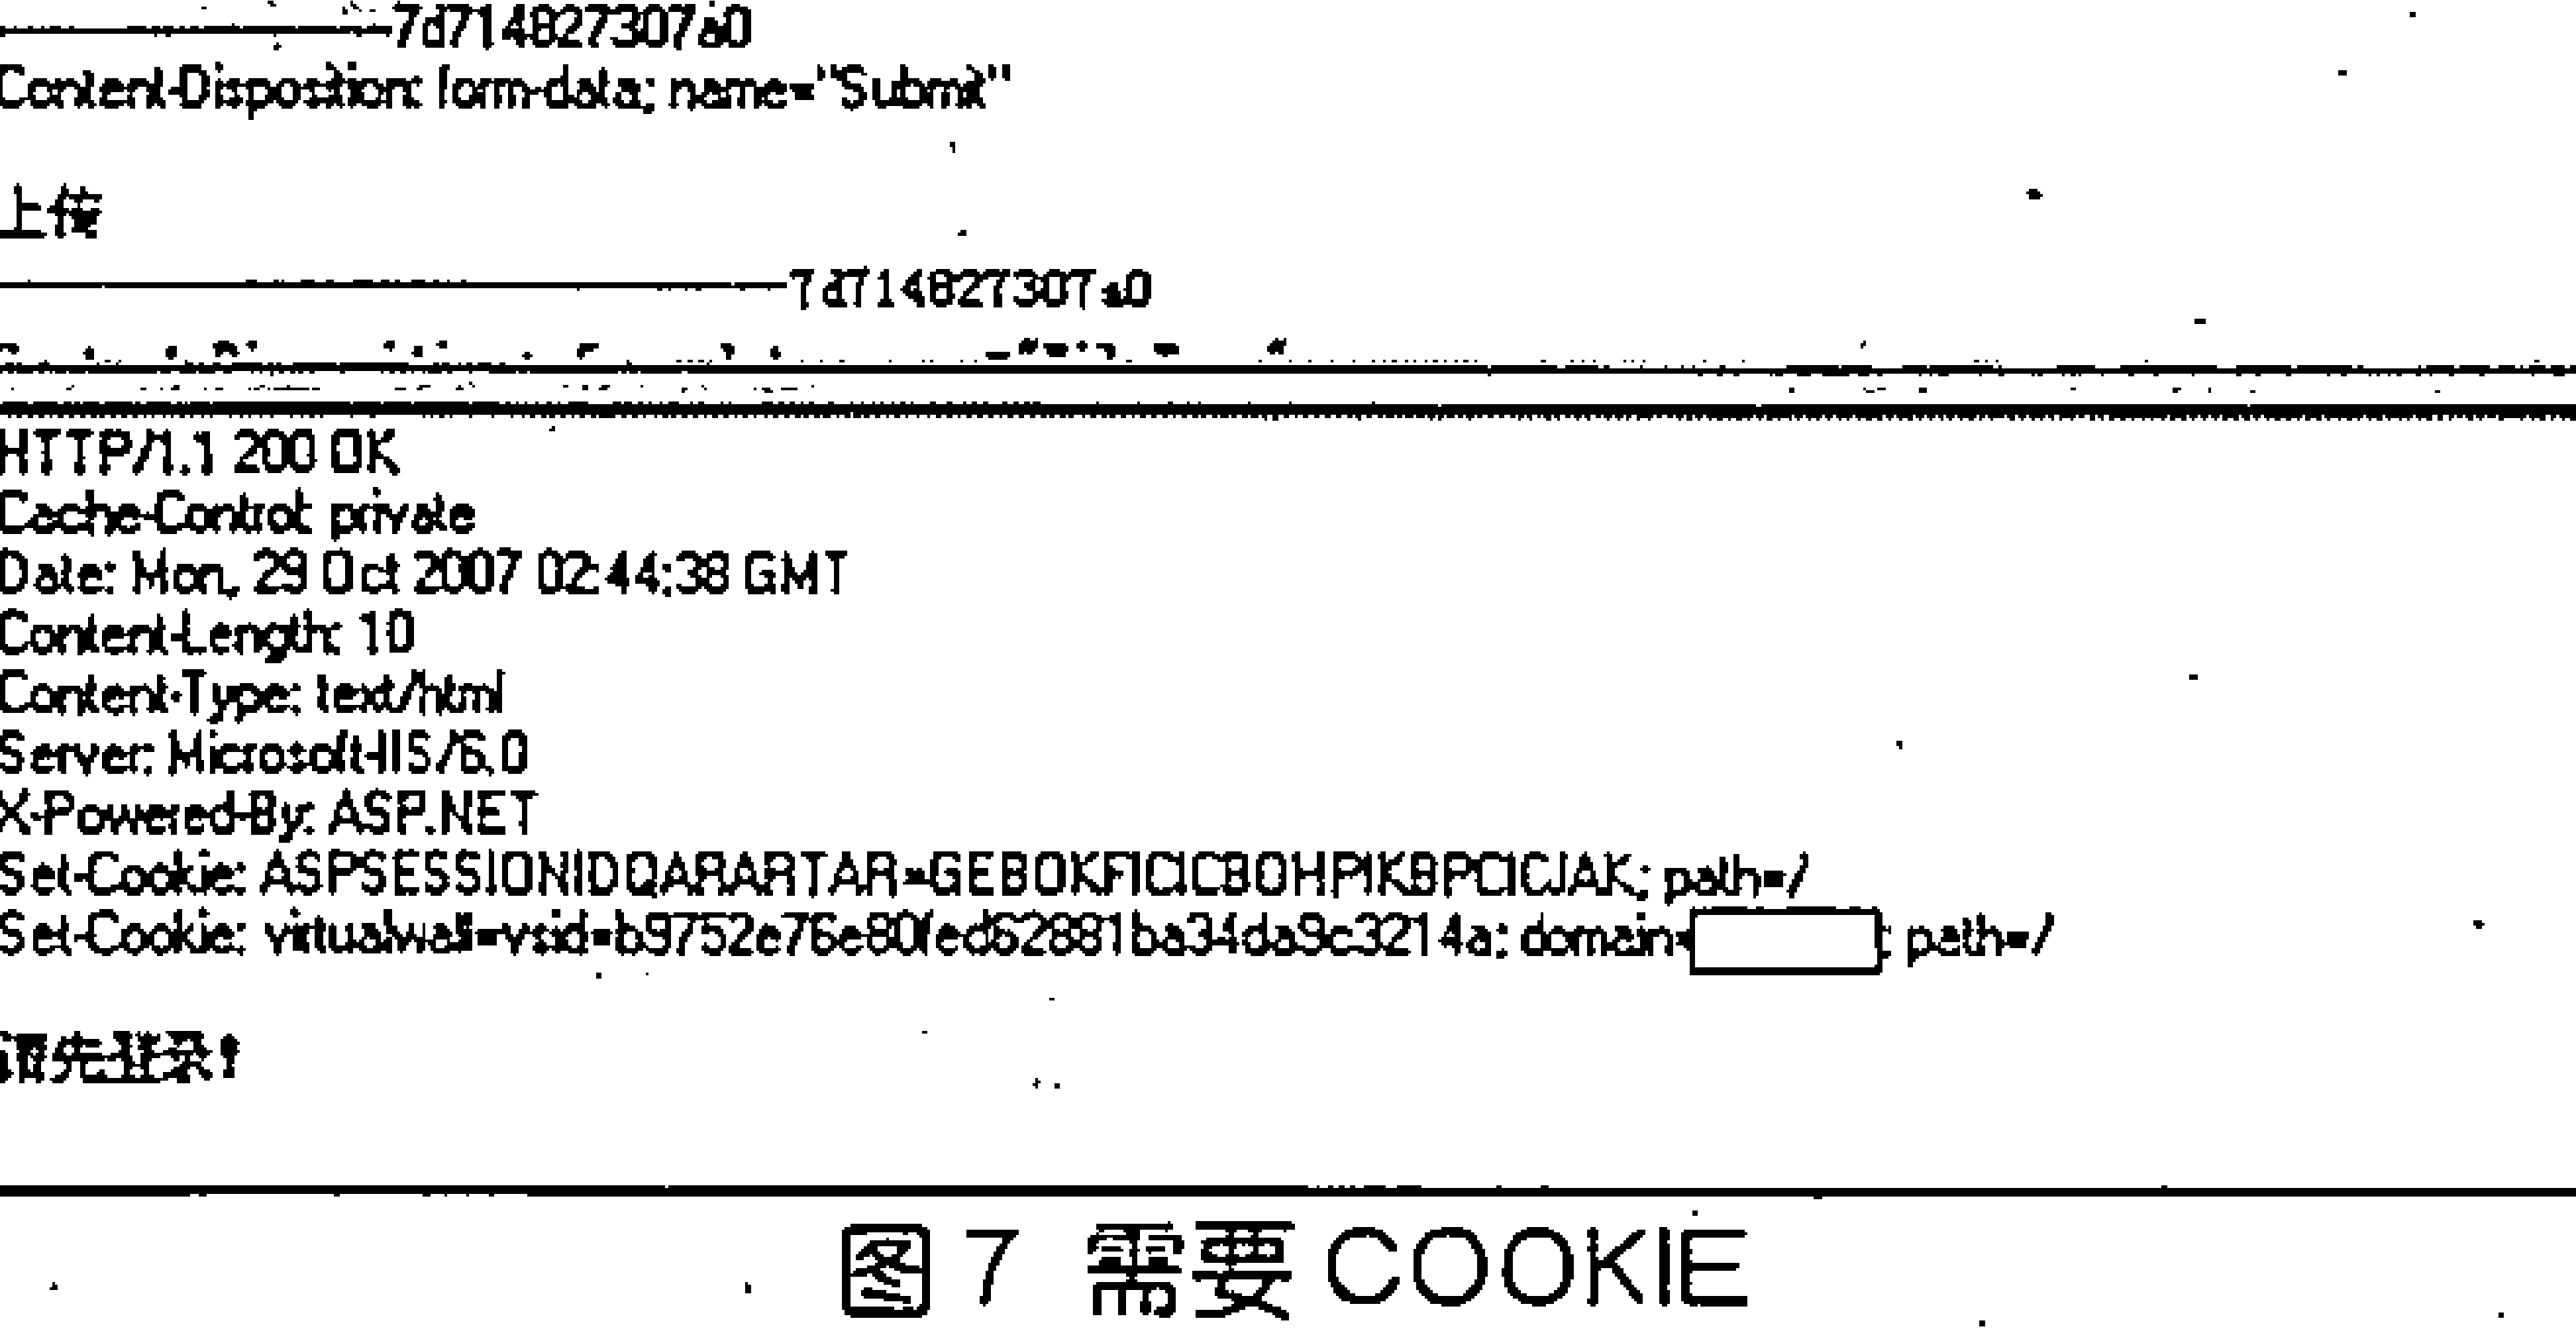 7d714827307a0
Content-Disposition: form-data; name="Submit"
上传
7d714827307a0
HTTP/1.1 200 OK
Cache-Control: private
Date: Mon, 29 Oct 2007 02:44:38 GMT
Content-Length: 10
Content-Type: text/html
Server: Microsoft-IIS/6.0
X-Powered-By: ASP.NET
Set-Cookie: ASPSESSIONIDQARARTAR=GEBOKFICICBOHPIKBPCICJAK; path=/
Set-Cookie: virtualwall=vsid=b9752e76e80fed62881ba34da9c3214a; domain= ; path=/
请先登录!
图 7 需要 COOKIE